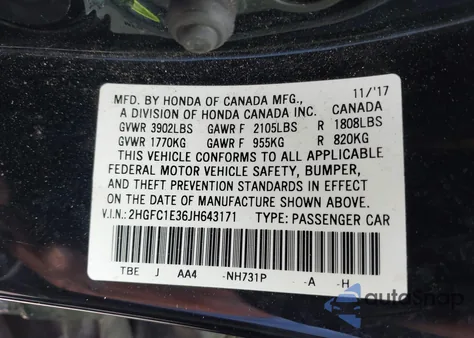 11/'17
MFD. BY HONDA OF CANADA MFG.,
A DIVISION OF HONDA CANADA INC. CANADA
GVWR 3902LBS GAWR F 2105LBS R 1808LBS
GVWR 1770KG GAWR F 955KG R 820KG
THIS VEHICLE CONFORMS TO ALL APPLICABLE
FEDERAL MOTOR VEHICLE SAFETY, BUMPER,
AND THEFT PREVENTION STANDARDS IN EFFECT
ON THE DATE OF MANUFACTURE SHOWN ABOVE.
V.I.N.: 2HGFC1E36JH643171 TYPE: PASSENGER CAR
TBE J AA4 -NH731P -A -H
autoSnap